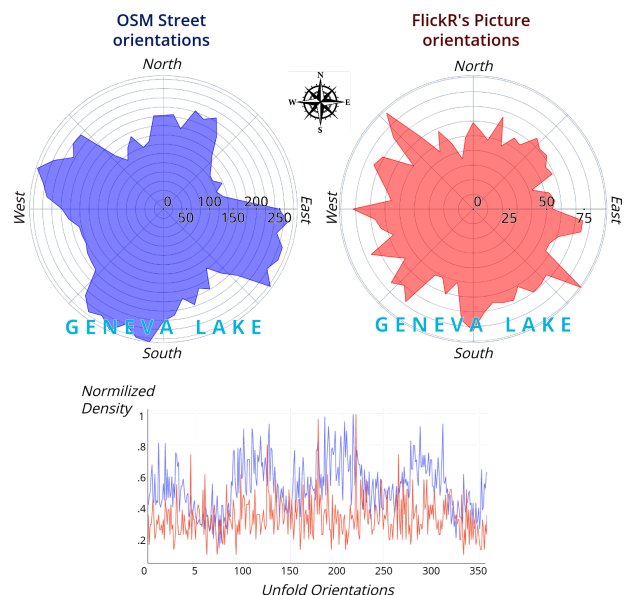 OSM Street
orientations
FlickR's Picture
orientations
North
North
N
W E
S
West
0 50 100 150 200 250
East
West
0 25 50 75
East
GENEVA LAKE
GENEVA LAKE
South
South
Normilized
Density
1
.8
.6
.4
.2
0 5 100 150 200 250 300 350
Unfold Orientations